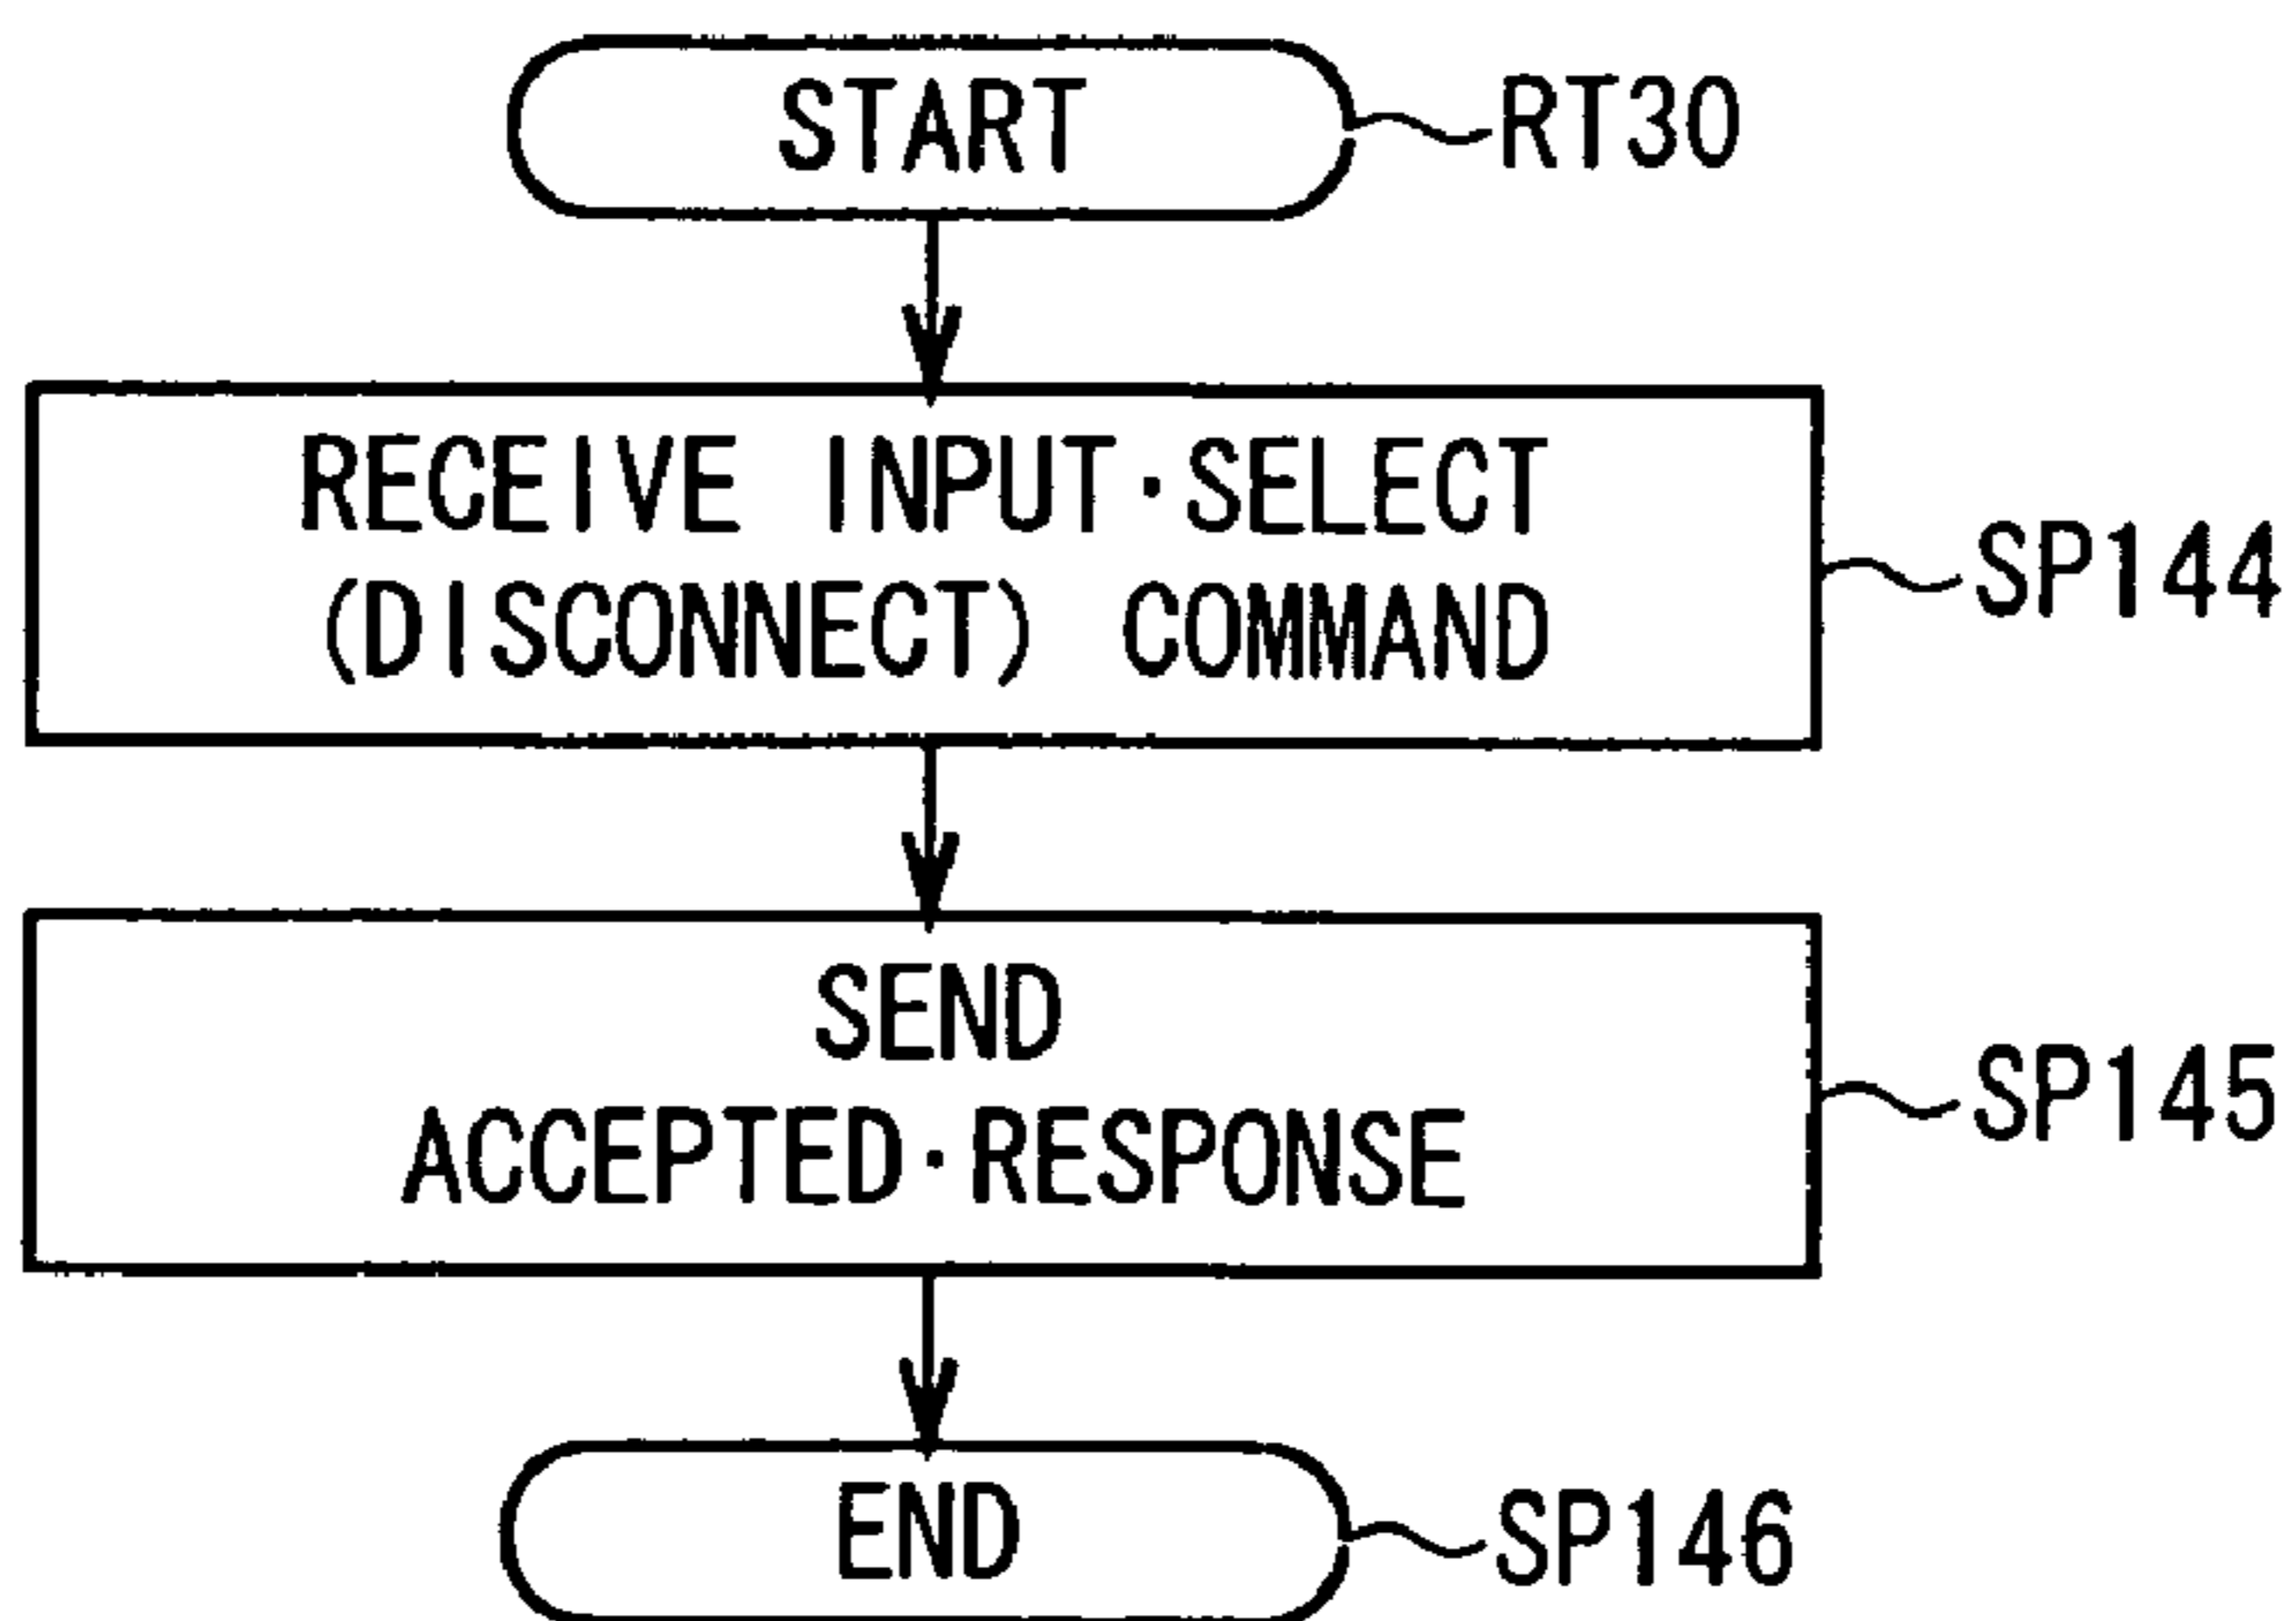 START
RT30
RECEIVE INPUT·SELECT
(DISCONNECT) COMMAND
SP144
SEND
ACCEPTED·RESPONSE
SP145
END
SP146